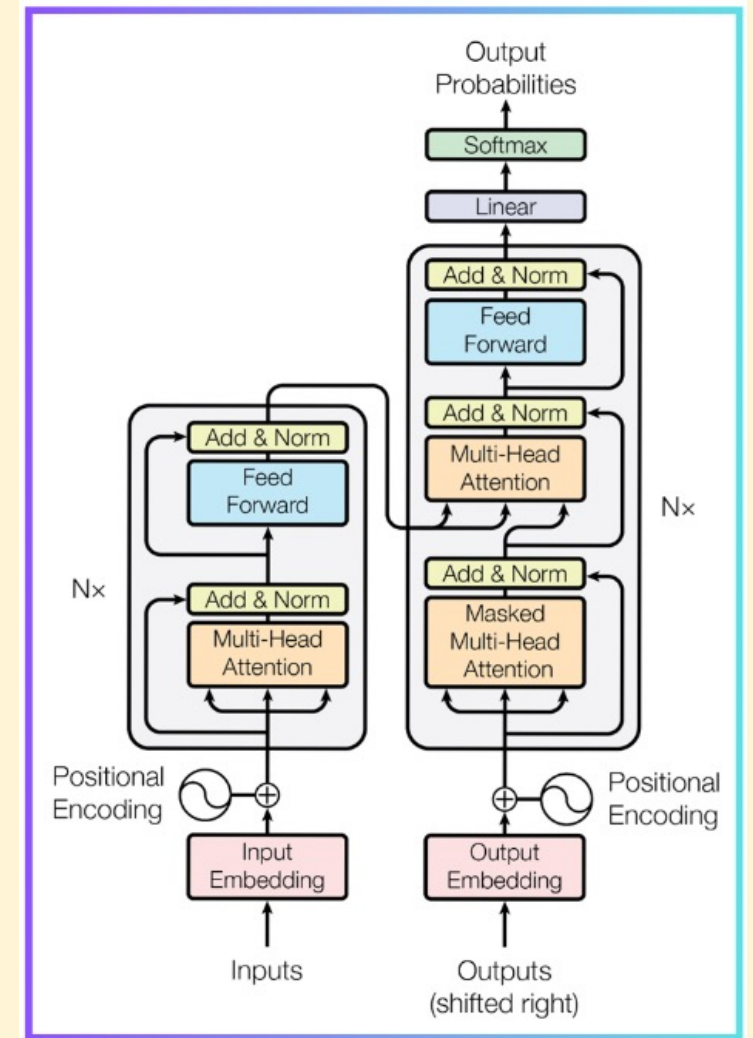 Output
Probabilities
Softmax
Linear
Add & Norm
Feed
Forward
Add & Norm
Multi-Head
Attention
Nx
Add & Norm
Masked
Multi-Head
Attention
Add & Norm
Feed
Forward
Nx
Add & Norm
Multi-Head
Attention
Positional
Encoding
Positional
Encoding
Input
Embedding
Output
Embedding
Inputs
Outputs
(shifted right)